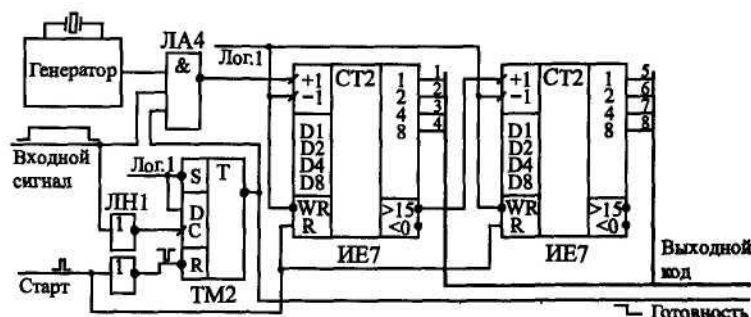 ЛА4
Генератор
&
Лог.1
+1
-1
СТ2
1
2
4
8
1
2
3
4
D1
D2
D4
D8
WR
R
>15
<0
ИЕ7
+1
-1
СТ2
1
2
4
8
5
6
7
8
D1
D2
D4
D8
WR
R
>15
<0
ИЕ7
Входной
сигнал
ЛН1
1
1
Лог.1
S
T
D
C
R
ТМ2
Старт
Выходной
код
Готовность